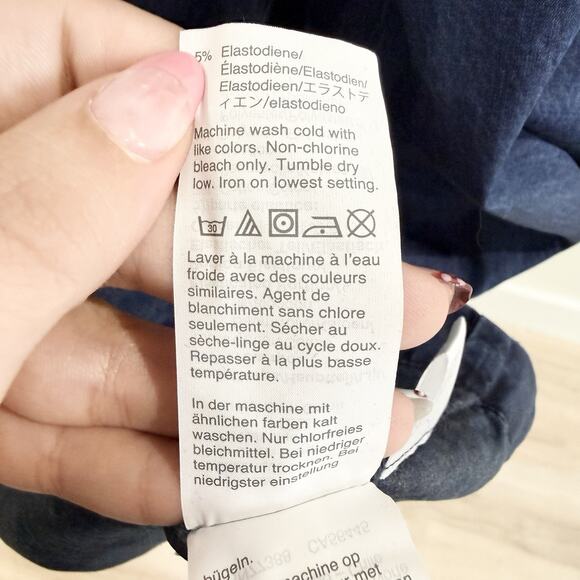 5% Elastodiene/
Élastodiène/Elastodien/
Elastodieen/エラストデ
ィエン/elastodieno
Machine wash cold with
like colors. Non-chlorine
bleach only. Tumble dry
low. Iron on lowest setting.
30
Laver à la machine à l'eau
froide avec des couleurs
similaires. Agent de
blanchiment sans chlore
seulement. Sécher au
sèche-linge au cycle doux.
Repasser à la plus basse
température.
In der maschine mit
ähnlichen farben kalt
waschen. Nur chlorfreies
bleichmittel. Bei niedriger
temperatur trocknen. Bei
niedrigster einstellung
bügeln.
machine op
met